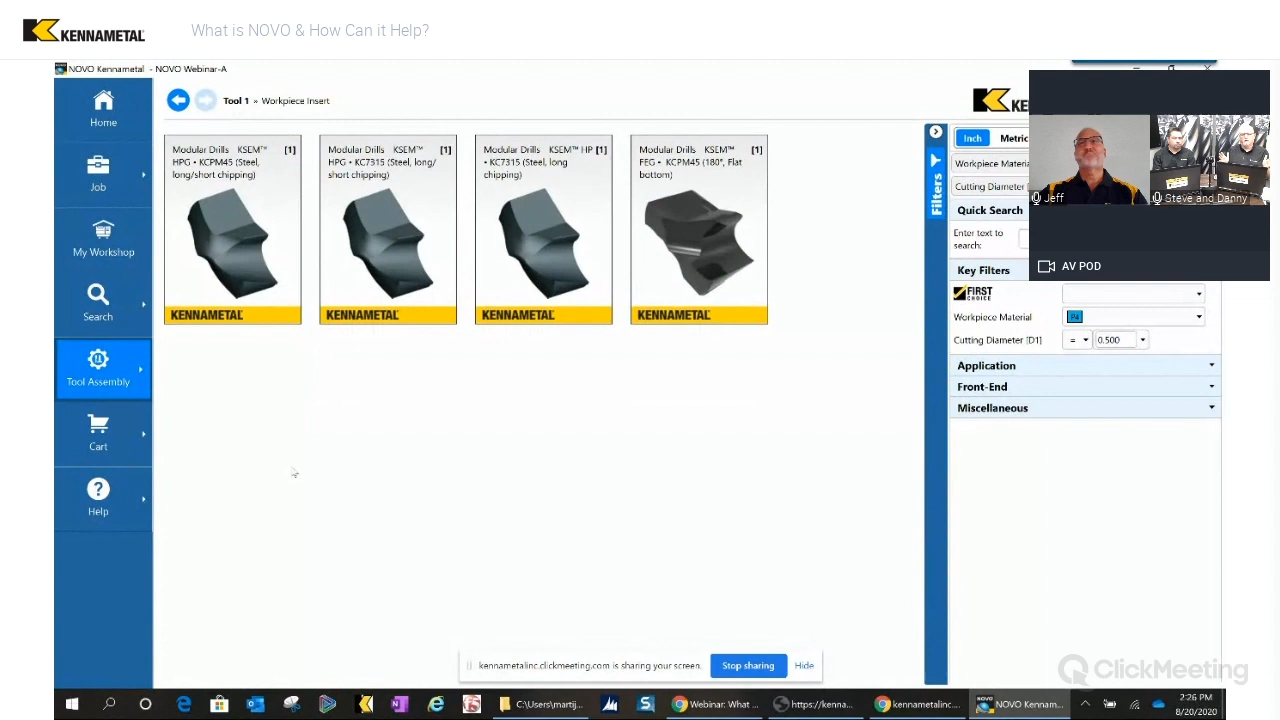 KENNAMETAL
What is NOVO & How Can it Help?
NOVO Kennametal - NOVO Webinar-A
Home
Job
My Workshop
Search
Tool Assembly
Cart
Help
Tool 1 » Workpiece Insert
Modular Drills KSEM™ [1]
HPG • KCPM45 (Steel,
long/short chipping)
KENNAMETAL
Modular Drills KSEM™ [1]
HPG • KC7315 (Steel, long/
short chipping)
KENNAMETAL
Modular Drills KSEM™ HP [1]
• KC7315 (Steel, long
chipping)
KENNAMETAL
Modular Drills KSEM™ [1]
FEG • KCPM45 (180°, Flat
bottom)
KENNAMETAL
Filters
Inch Metric
Workpiece Materia
Cutting Diameter [
Quick Search
Enter text to
search:
Key Filters
FIRST
CHOICE
Workpiece Material P4
Cutting Diameter [D1] = 0.500
Application
Front-End
Miscellaneous
Jeff
Steve and Danny
AV POD
kennametalinc.clickmeeting.com is sharing your screen. Stop sharing Hide
ClickMeeting
C:\Users\martij...
Webinar: What ...
https://kenna...
kennametalinc....
NOVO Kennam...
2:26 PM
8/20/2020